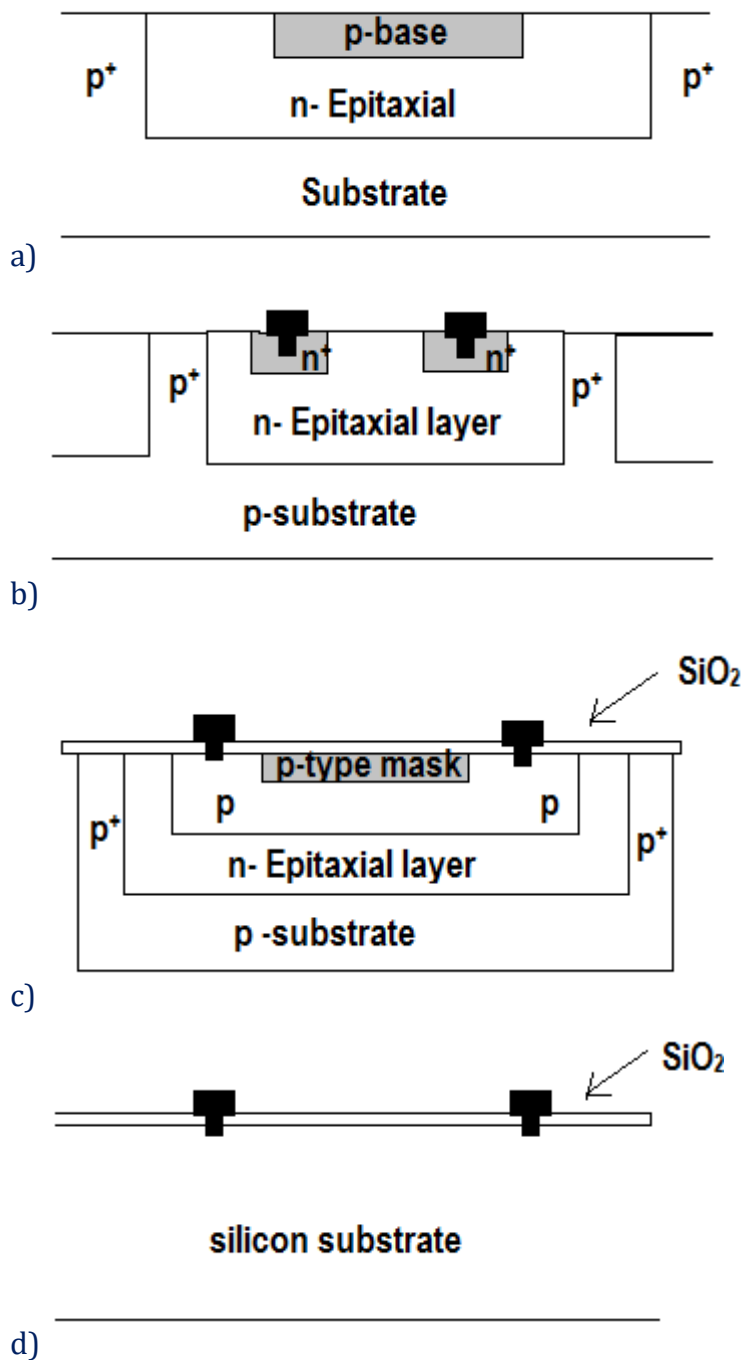 p-base
p⁺ p⁺
n- Epitaxial
Substrate
a)
n⁺ n⁺
p⁺ p⁺
n- Epitaxial layer
p-substrate
b)
SiO₂
p-type mask
p p
p⁺ p⁺
n- Epitaxial layer
p -substrate
c)
SiO₂
silicon substrate
d)